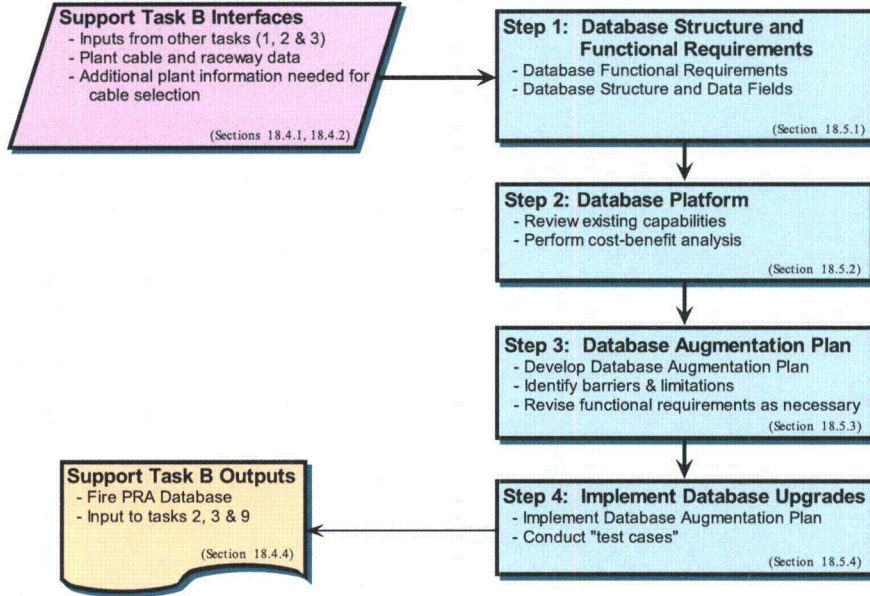 Support Task B Interfaces
- Inputs from other tasks (1, 2 & 3)
- Plant cable and raceway data
- Additional plant information needed for
cable selection
(Sections 18.4.1, 18.4.2)
Step 1: Database Structure and
Functional Requirements
- Database Functional Requirements
- Database Structure and Data Fields
(Section 18.5.1)
Step 2: Database Platform
- Review existing capabilities
- Perform cost-benefit analysis
(Section 18.5.2)
Step 3: Database Augmentation Plan
- Develop Database Augmentation Plan
- Identify barriers & limitations
- Revise functional requirements as necessary
(Section 18.5.3)
Step 4: Implement Database Upgrades
- Implement Database Augmentation Plan
- Conduct "test cases"
(Section 18.5.4)
Support Task B Outputs
- Fire PRA Database
- Input to tasks 2, 3 & 9
(Section 18.4.4)